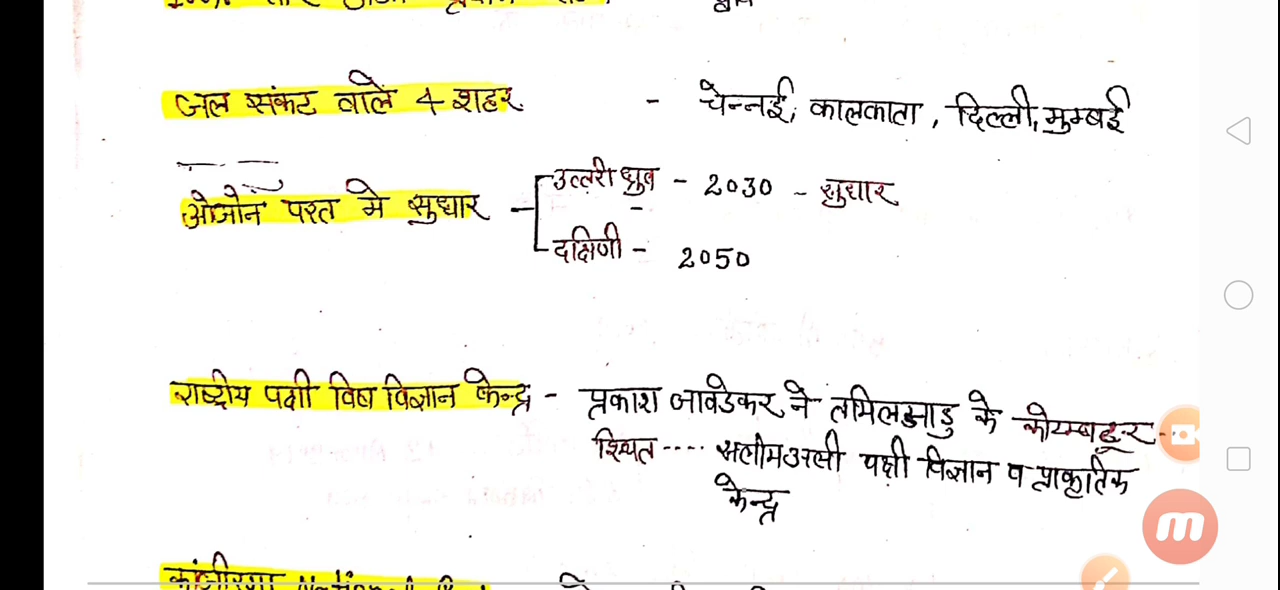 जल संकट वाले 4 शहर - चेन्नई, कोलकाता, दिल्ली, मुम्बई
ओजोन परत मे सुधार - उत्तरी ध्रुव - 2030 - सुधार
दक्षिणी - 2050
राष्ट्रीय पक्षी विष विज्ञान केन्द्र - प्रकाश जावडेकर ने तमिलनाडु के कोयम्बटूर
स्थित .... सलीम अली पक्षी विज्ञान व प्राकृतिक
केन्द्र
m